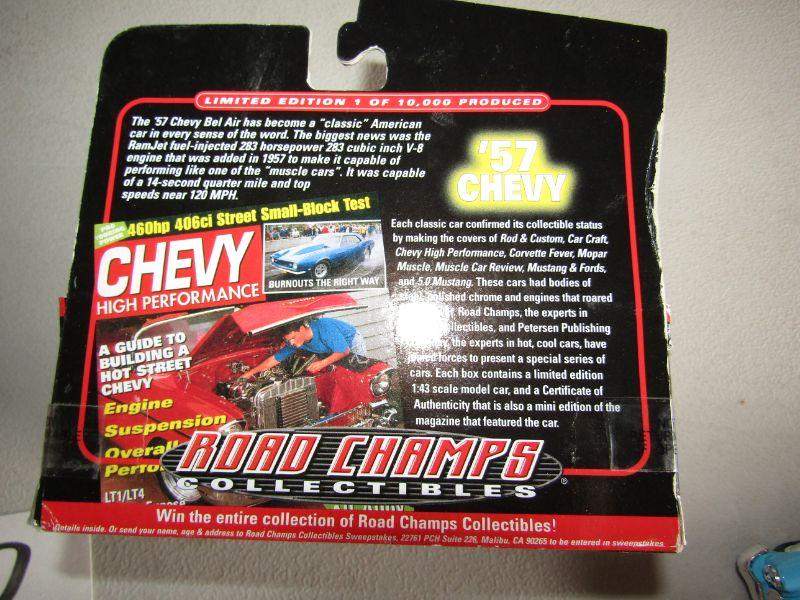 LIMITED EDITION 1 OF 10,000 PRODUCED
The '57 Chevy Bel Air has become a "classic" American
car in every sense of the word. The biggest news was the
RamJet fuel-injected 283 horsepower 283 cubic inch V-8
engine that was added in 1957 to make it capable of
performing like one of the "muscle cars". It was capable
of a 14-second quarter mile and top
speeds near 120 MPH.
'57
CHEVY
460hp 406ci Street Small-Block Test
CHEVY
HIGH PERFORMANCE
BURNOUTS THE RIGHT WAY
A GUIDE TO
BUILDING A
HOT STREET
CHEVY
Engine
Suspension
Overall
LT1/LT4
Each classic car confirmed its collectible status
by making the covers of Rod & Custom, Car Craft,
Chevy High Performance, Corvette Fever, Mopar
Muscle, Muscle Car Review, Mustang & Fords,
and 5.0 Mustang. These cars had bodies of
polished chrome and engines that roared
Road Champs, the experts in
and Petersen Publishing
the experts in hot, cool cars, have
forces to present a special series of
cars. Each box contains a limited edition
1:43 scale model car, and a Certificate of
Authenticity that is also a mini edition of the
magazine that featured the car.
ROAD CHAMPS
COLLECTIBLES ®
Win the entire collection of Road Champs Collectibles!
Details inside. Or send your name, age & address to Road Champs Collectibles Sweepstakes, 22761 PCH Suite 226, Malibu, CA 90265 to be entered in sweepstakes.